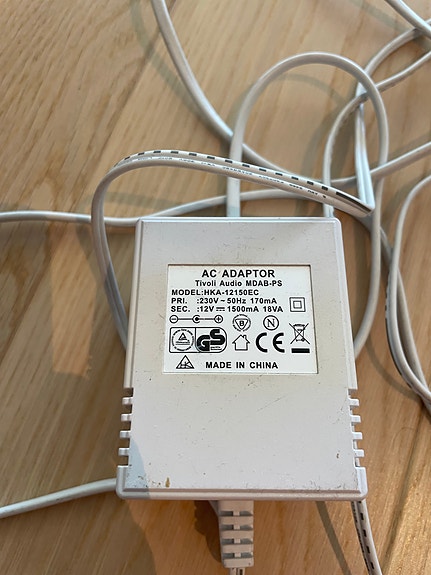 AC ADAPTOR
Tivoli Audio MDAB-PS
MODEL:HKA-12150EC
PRI. :230V ~ 50Hz 170mA
SEC. :12V ⎓ 1500mA 18VA
GS
CE
MADE IN CHINA